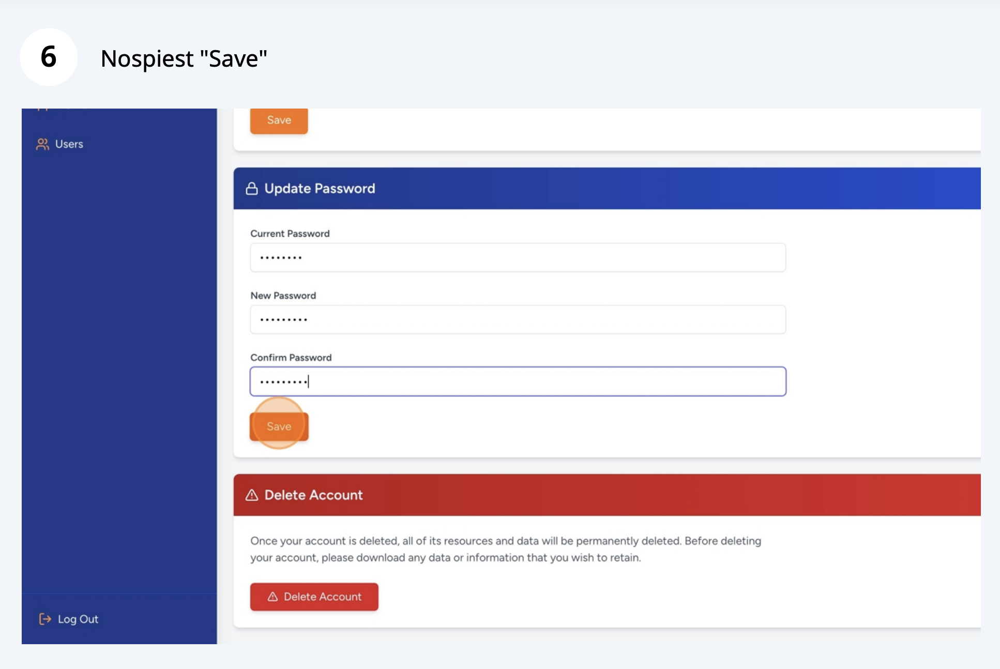 6
Nospiest "Save"
Save
Users
Update Password
Current Password
••••••••
New Password
•••••••••
Confirm Password
•••••••••
Save
Delete Account
Once your account is deleted, all of its resources and data will be permanently deleted. Before deleting
your account, please download any data or information that you wish to retain.
Delete Account
Log Out